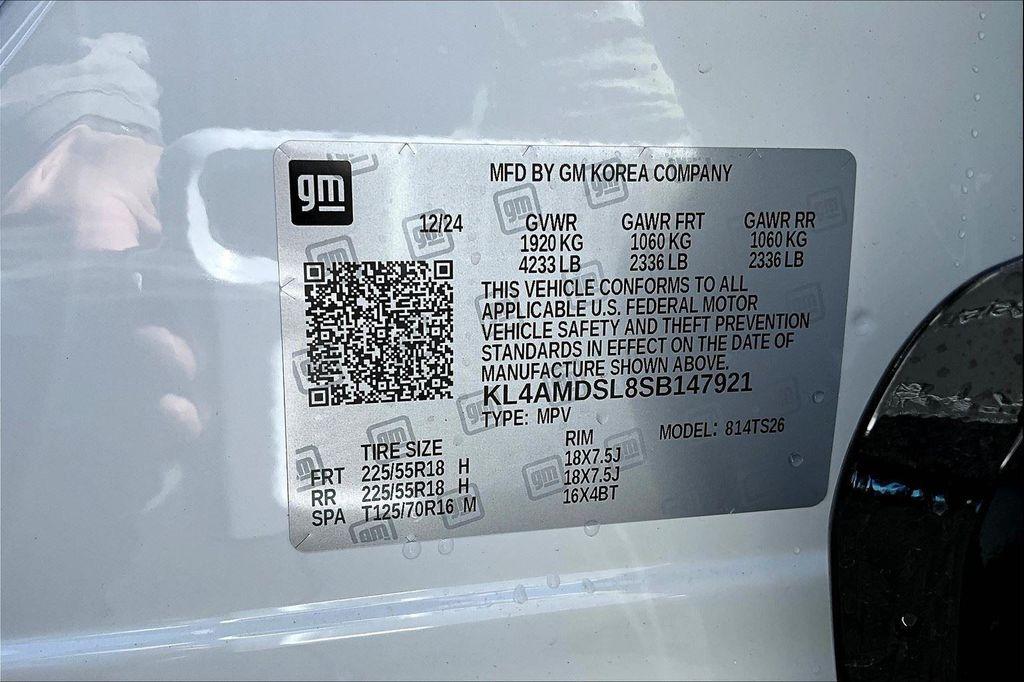 gm
MFD BY GM KOREA COMPANY
12/24 GVWR GAWR FRT GAWR RR
1920 KG 1060 KG 1060 KG
4233 LB 2336 LB 2336 LB
THIS VEHICLE CONFORMS TO ALL
APPLICABLE U.S. FEDERAL MOTOR
VEHICLE SAFETY AND THEFT PREVENTION
STANDARDS IN EFFECT ON THE DATE OF
MANUFACTURE SHOWN ABOVE.
KL4AMDSL8SB147921
TYPE: MPV
MODEL: 814TS26
TIRE SIZE RIM
FRT 225/55R18 H 18X7.5J
RR 225/55R18 H 18X7.5J
SPA T125/70R16 M 16X4BT